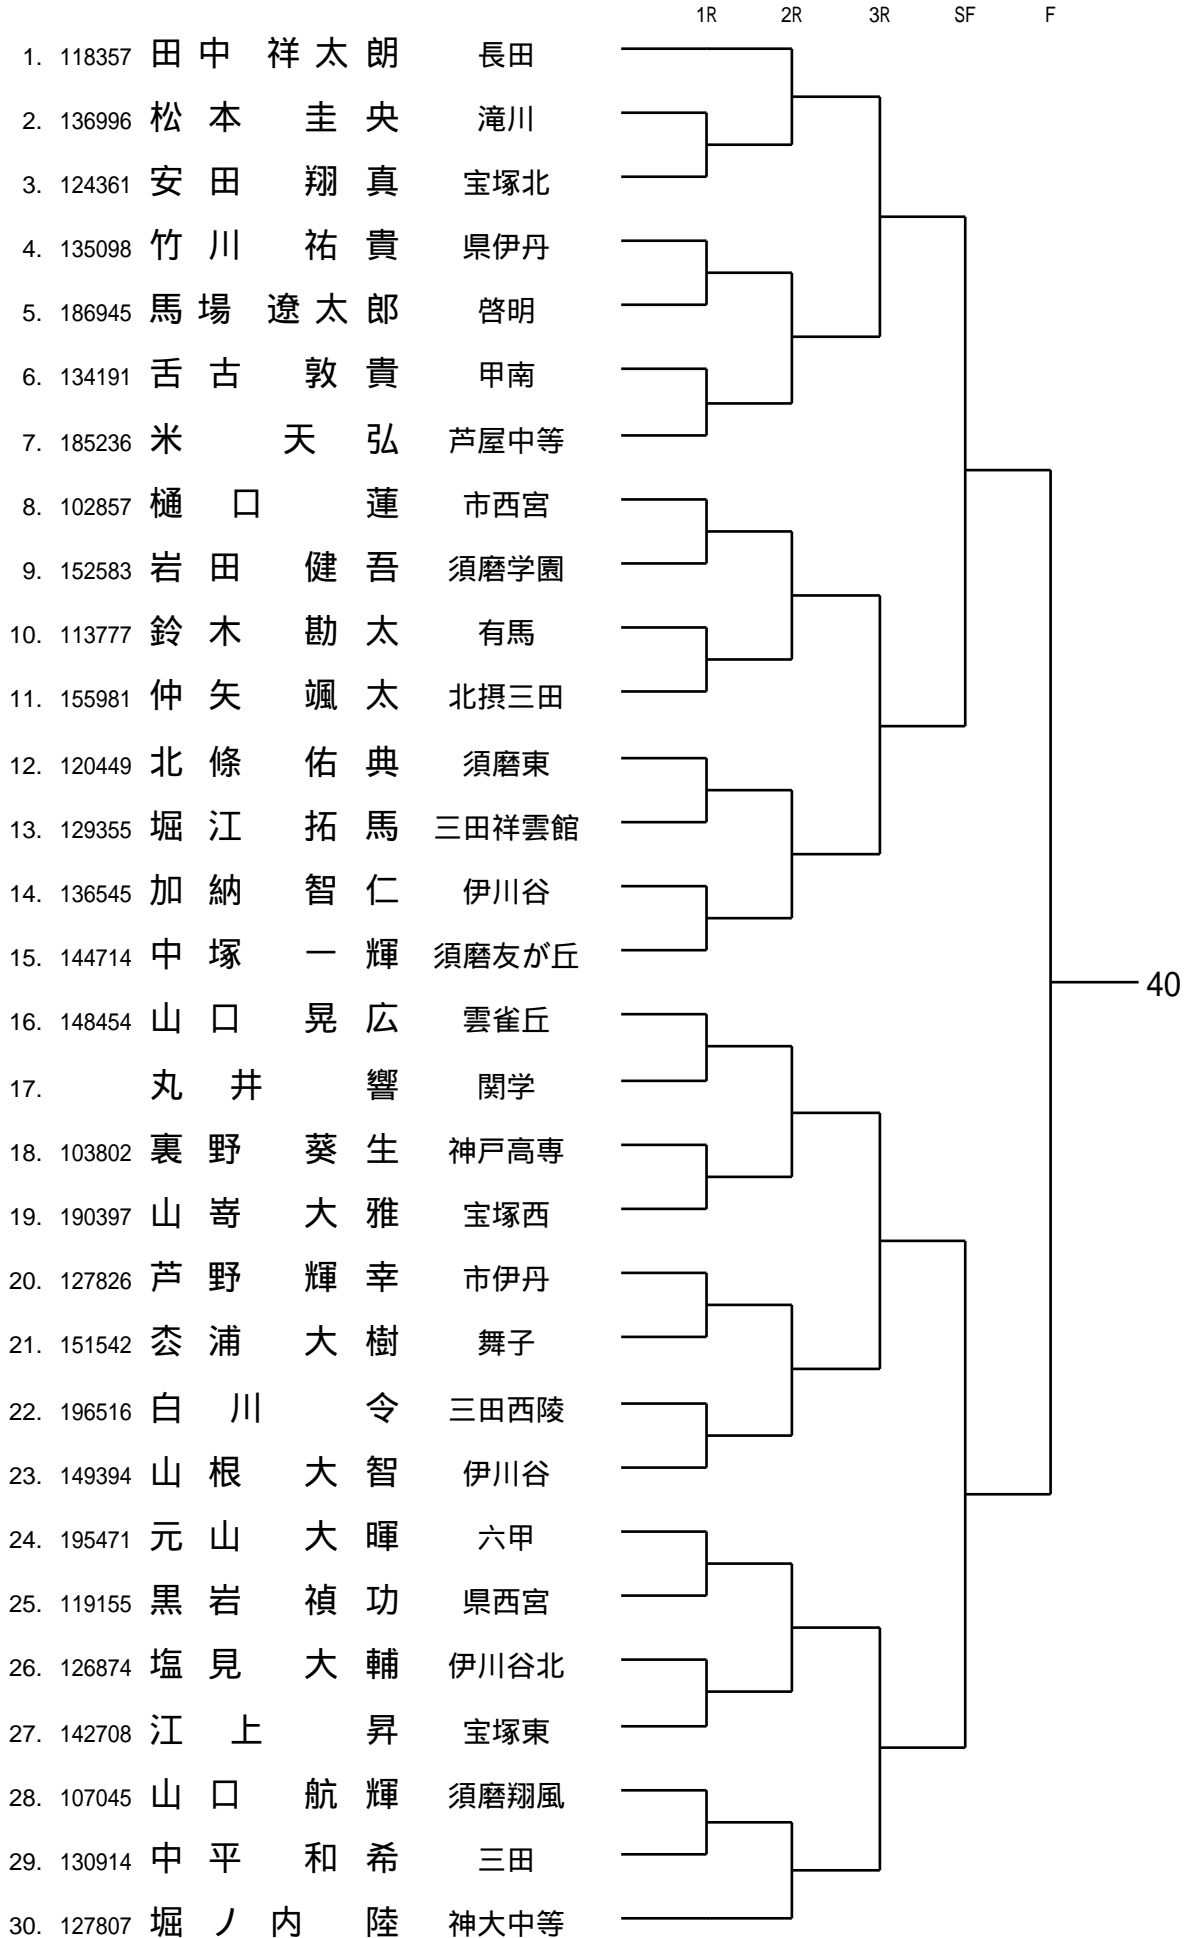 1R 2R 3R SF F
1. 118357 田中 祥太朗 長田
2. 136996 松本 圭央 滝川
3. 124361 安田 翔真 宝塚北
4. 135098 竹川 祐貴 県伊丹
5. 186945 馬場 遼太郎 啓明
6. 134191 舌古 敦貴 甲南
7. 185236 米 天弘 芦屋中等
8. 102857 樋口 蓮 市西宮
9. 152583 岩田 健吾 須磨学園
10. 113777 鈴木 勘太 有馬
11. 155981 仲矢 颯太 北摂三田
12. 120449 北條 佑典 須磨東
13. 129355 堀江 拓馬 三田祥雲館
14. 136545 加納 智仁 伊川谷
15. 144714 中塚 一輝 須磨友が丘
16. 148454 山口 晃広 雲雀丘
40
17. 丸井 響 関学
18. 103802 裏野 葵生 神戸高専
19. 190397 山嵜 大雅 宝塚西
20. 127826 芦野 輝幸 市伊丹
21. 151542 枩浦 大樹 舞子
22. 196516 白川 令 三田西陵
23. 149394 山根 大智 伊川谷
24. 195471 元山 大暉 六甲
25. 119155 黒岩 禎功 県西宮
26. 126874 塩見 大輔 伊川谷北
27. 142708 江上 昇 宝塚東
28. 107045 山口 航輝 須磨翔風
29. 130914 中平 和希 三田
30. 127807 堀ノ内 陸 神大中等